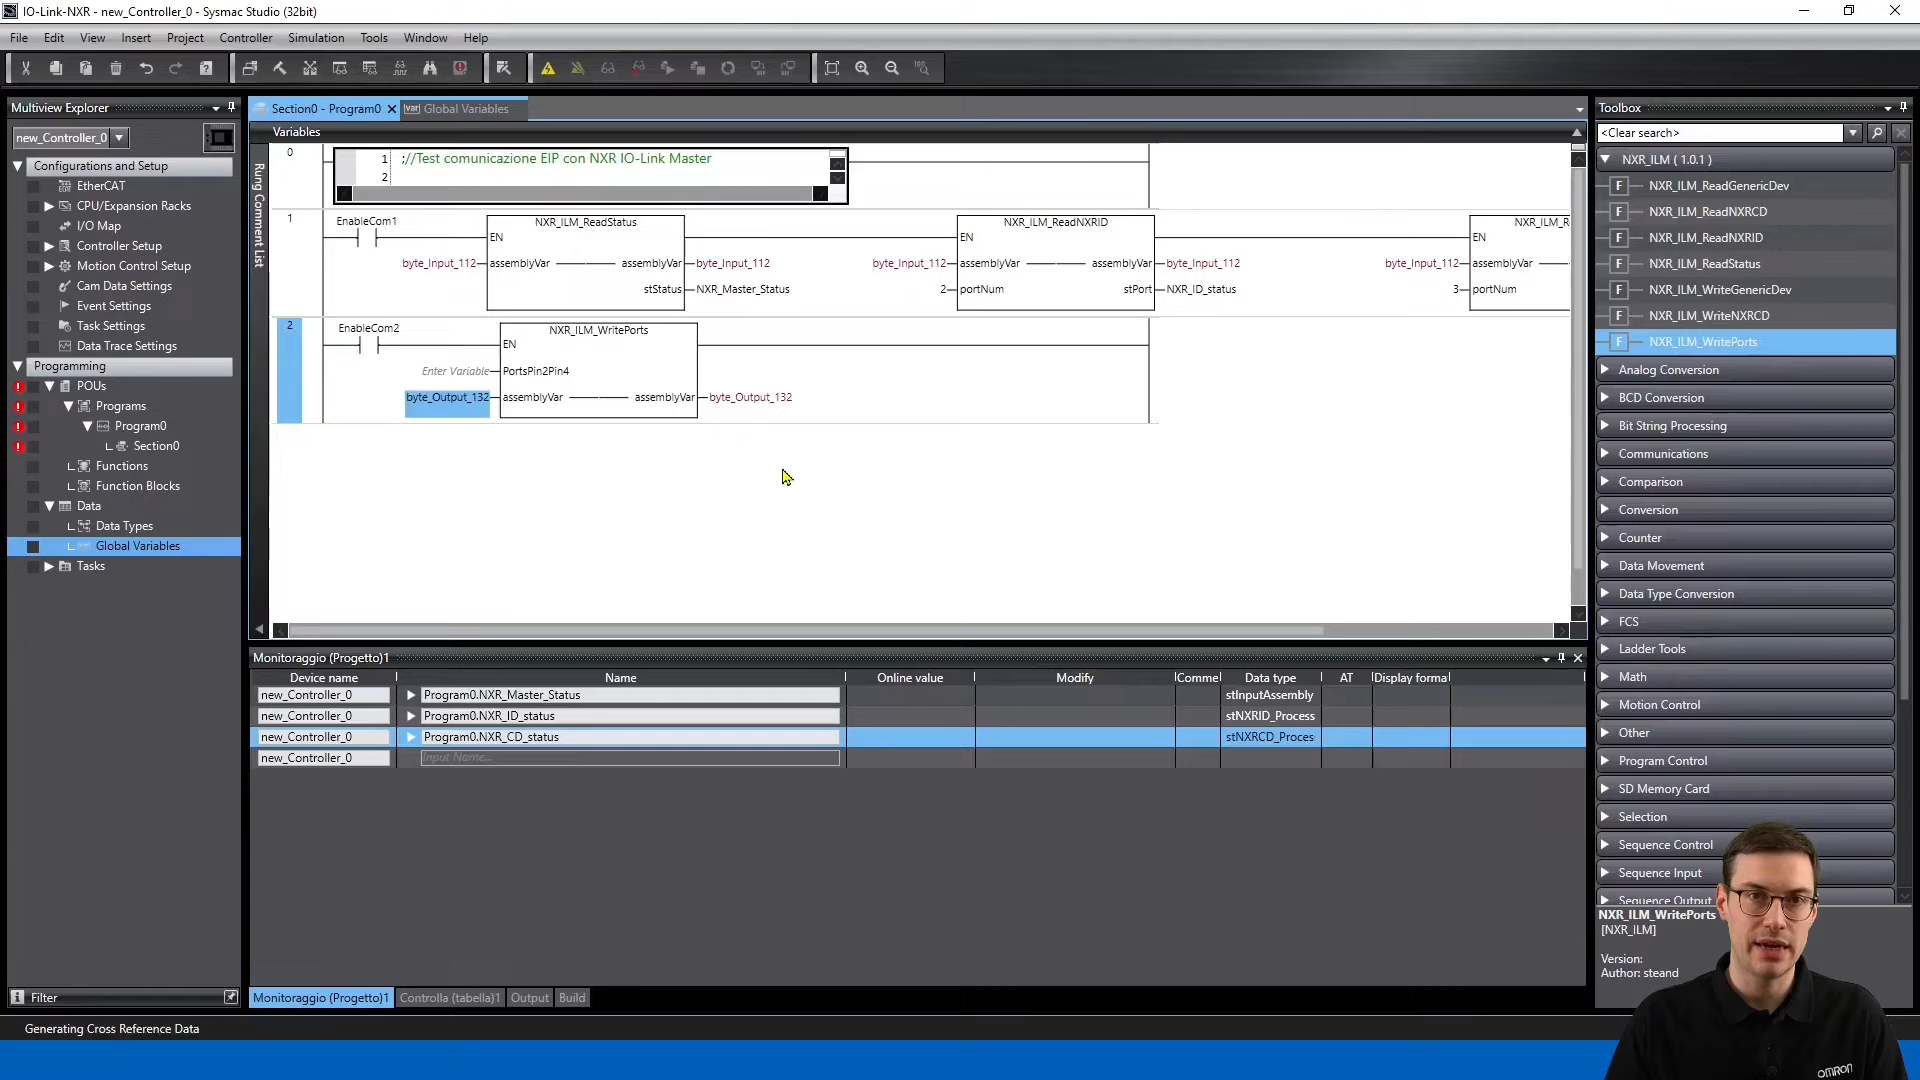 IO-Link-NXR - new_Controller_0 - Sysmac Studio (32bit)
File Edit View Insert Project Controller Simulation Tools Window Help
Multiview Explorer
new_Controller_0
Configurations and Setup
EtherCAT
CPU/Expansion Racks
I/O Map
Controller Setup
Motion Control Setup
Cam Data Settings
Event Settings
Task Settings
Data Trace Settings
Programming
POUs
Programs
Program0
Section0
Functions
Function Blocks
Data
Data Types
Global Variables
Tasks
Filter
Section0 - Program0
Global Variables
Variables
Rung Comment List
0
1 ;//Test comunicazione EIP con NXR IO-Link Master
2
1
EnableCom1 NXR_ILM_ReadStatus NXR_ILM_ReadNXRID NXR_ILM_R
EN EN EN
byte_Input_112 assemblyVar assemblyVar byte_Input_112 byte_Input_112 assemblyVar assemblyVar byte_Input_112 byte_Input_112 assemblyVar
stStatus NXR_Master_Status 2 portNum stPort NXR_ID_status 3 portNum
2
EnableCom2 NXR_ILM_WritePorts
EN
Enter Variable PortsPin2Pin4
byte_Output_132 assemblyVar assemblyVar byte_Output_132
Monitoraggio (Progetto)1
Device name Name Online value Modify Comme Data type AT Display forma
new_Controller_0 Program0.NXR_Master_Status stInputAssembly
new_Controller_0 Program0.NXR_ID_status stNXRID_Process
new_Controller_0 Program0.NXR_CD_status stNXRCD_Proces
new_Controller_0 Input Name...
Monitoraggio (Progetto)1 Controlla (tabella)1 Output Build
Toolbox
<Clear search>
NXR_ILM ( 1.0.1 )
F NXR_ILM_ReadGenericDev
F NXR_ILM_ReadNXRCD
F NXR_ILM_ReadNXRID
F NXR_ILM_ReadStatus
F NXR_ILM_WriteGenericDev
F NXR_ILM_WriteNXRCD
F NXR_ILM_WritePorts
Analog Conversion
BCD Conversion
Bit String Processing
Communications
Comparison
Conversion
Counter
Data Movement
Data Type Conversion
FCS
Ladder Tools
Math
Motion Control
Other
Program Control
SD Memory Card
Selection
Sequence Control
Sequence Input
Sequence Output
NXR_ILM_WritePorts
[NXR_ILM]
Version:
Author: steand
Generating Cross Reference Data
OMRON